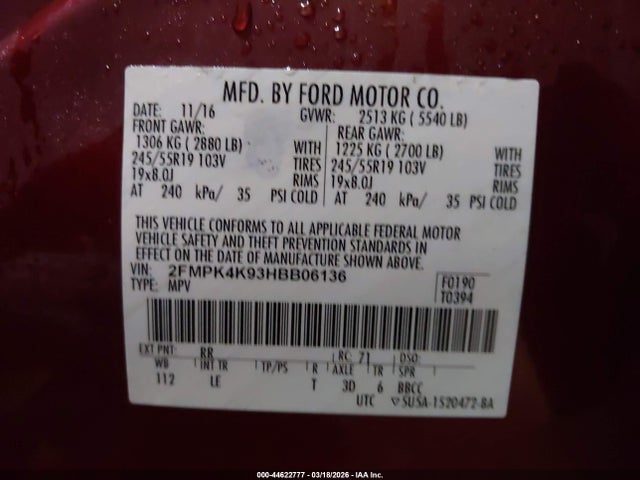 MFD. BY FORD MOTOR CO.
DATE: 11/16 GVWR: 2513 KG ( 5540 LB)
FRONT GAWR: REAR GAWR:
1306 KG ( 2880 LB) WITH 1225 KG ( 2700 LB) WITH
245/55R19 103V TIRES 245/55R19 103V TIRES
19x8.0J RIMS 19x8.0J RIMS
AT 240 kPa/ 35 PSI COLD AT 240 kPa/ 35 PSI COLD
THIS VEHICLE CONFORMS TO ALL APPLICABLE FEDERAL MOTOR
VEHICLE SAFETY AND THEFT PREVENTION STANDARDS IN
EFFECT ON THE DATE OF MANUFACTURE SHOWN ABOVE.
VIN: 2FMPK4K93HBB06136 F0190
TYPE: MPV T0394
EXT PNT: RR RC: 71 DSO:
WB INT TR TP/PS R AXLE TR SPR
112 LE T 3D 6 BBCC
UTC ▽SUSA-1520472-BA
000-44622777 - 03/18/2026 - IAA Inc.